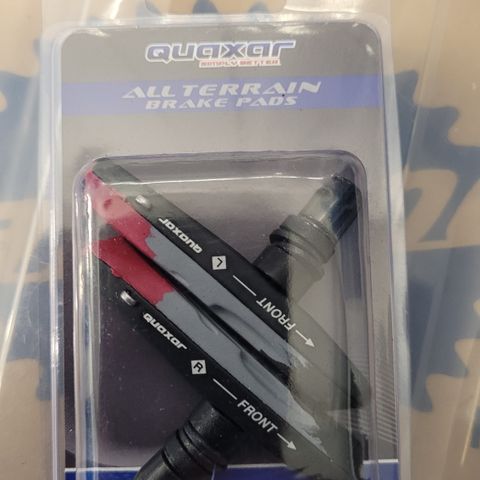 QUAXAR
SIMPLY BETTER
ALL TERRAIN
BRAKE PADS
QUAXAR L FRONT
QUAXAR R FRONT